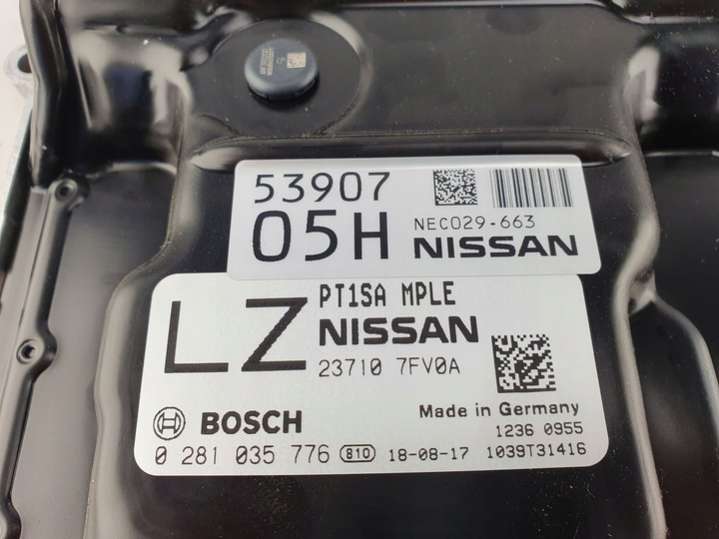 53907
05H
NEC029-663
NISSAN
LZ
PT1SA MPLE
NISSAN
23710 7FV0A
BOSCH
Made in Germany
1236 0955
0 281 035 776 810 18-08-17 1039T31416